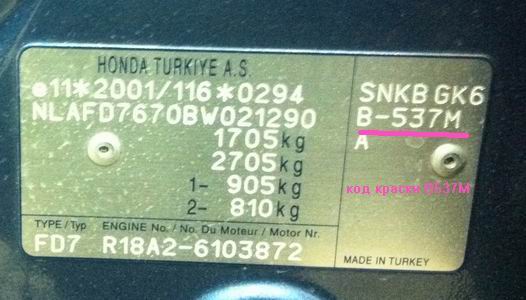 HONDA TURKIYE A.S.
e11*2001/116*0294
NLAFD7670BW021290
1705kg
2705kg
1- 905kg
2- 810kg
SNKB GK6
B-537M
A
код краски B537M
TYPE/Typ ENGINE No./No. Du Moteur/Motor Nr.
FD7 R18A2-6103872
MADE IN TURKEY